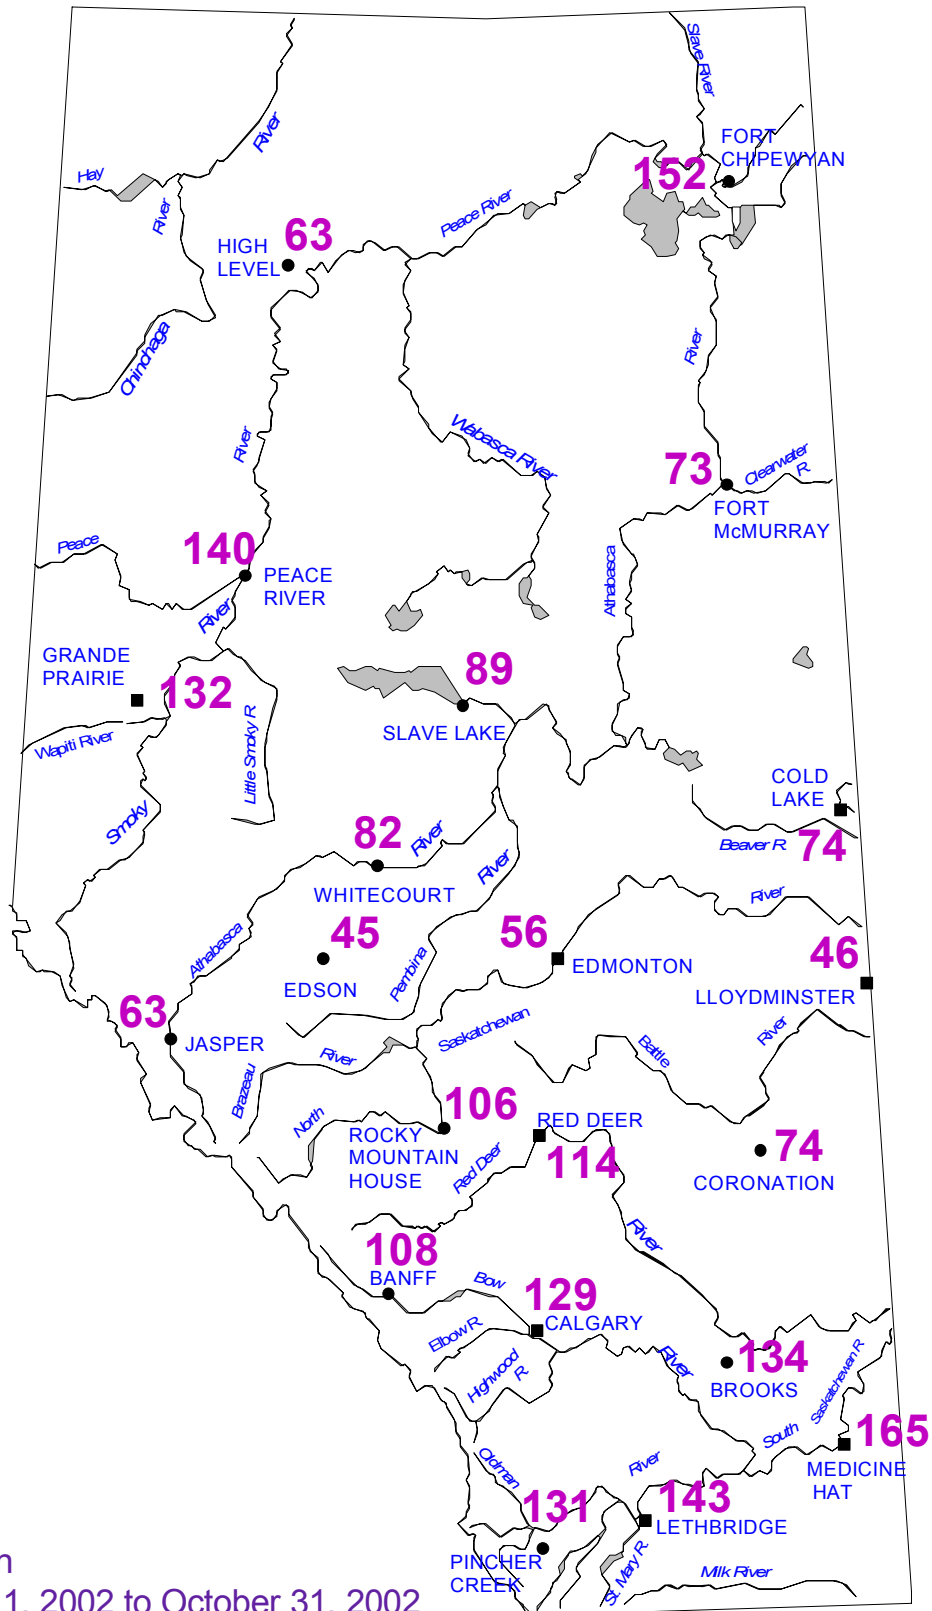 Slave River
FORT
CHIPEWYAN
152
Hay
River
River
Peace River
63
HIGH
LEVEL
Chinchaga
River
River
Wabasca River
73
Clearwater
R.
FORT
McMURRAY
Peace
140
PEACE
RIVER
River
Athabasca
GRANDE
PRAIRIE
132
89
SLAVE LAKE
Wapiti River
Little Smoky R
Smoky
COLD
LAKE
74
Beaver R.
82
River
WHITECOURT
River
River
45
EDSON
56
EDMONTON
46
LLOYDMINSTER
Athabasca
Pembina
63
JASPER
Saskatchewan
River
Battle
River
Brazeau
North
106
ROCKY
MOUNTAIN
HOUSE
RED DEER
114
Red Deer
74
CORONATION
River
108
BANFF
Bow
129
CALGARY
Elbow R.
Highwood
R.
River
134
BROOKS
Saskatchewan R
South
165
MEDICINE
HAT
Oldman
River
131
143
LETHBRIDGE
PINCHER
CREEK
St. Mary R.
Milk River
1, 2002 to October 31, 2002